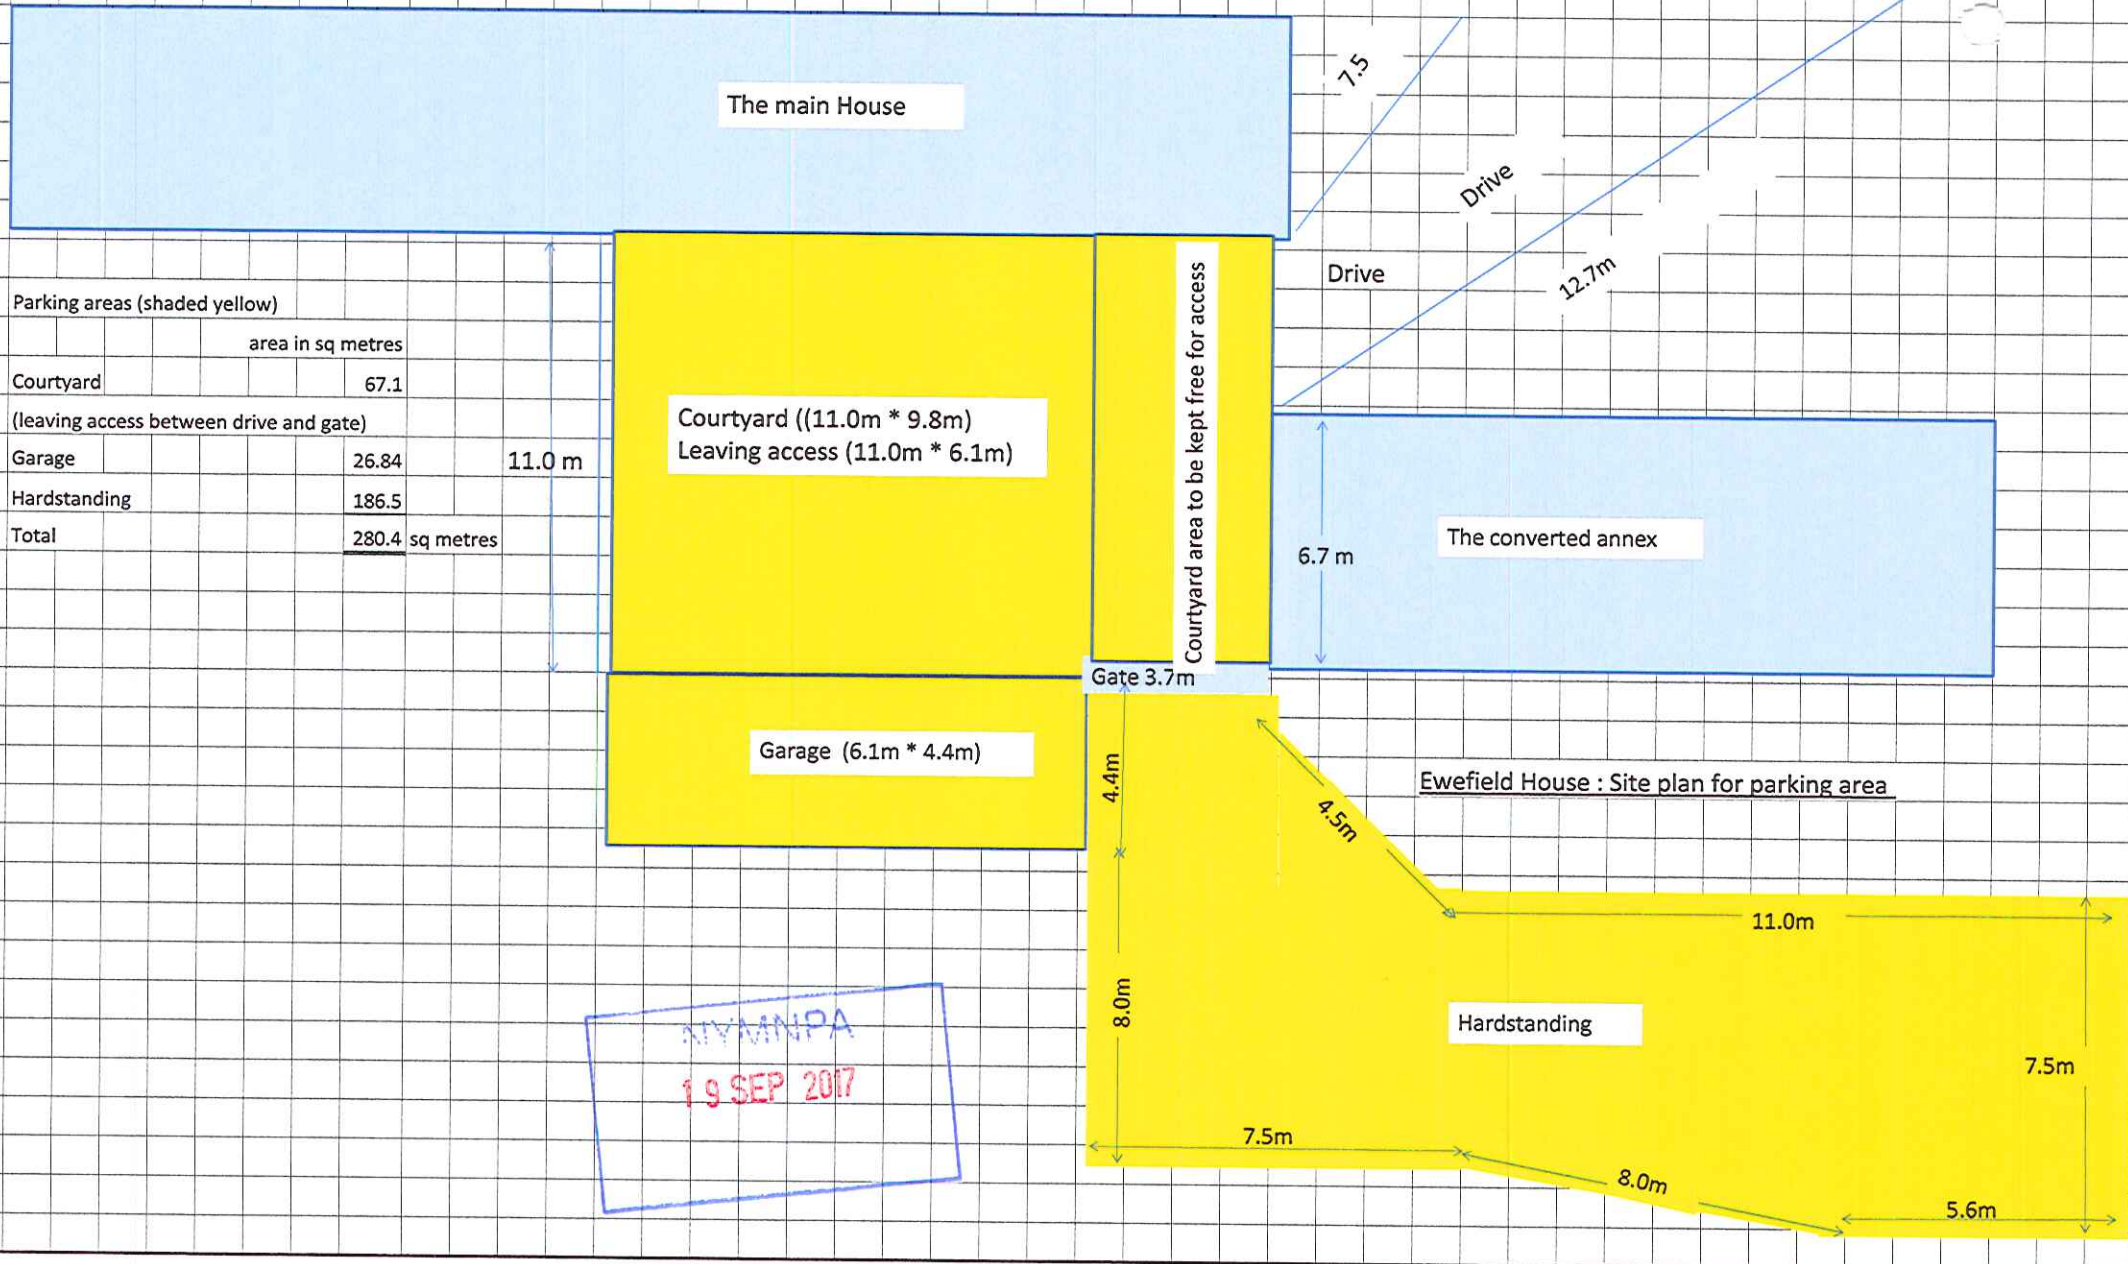 The main House
7.5
Drive
Drive
12.7m
Parking areas (shaded yellow)
area in sq metres
Courtyard 67.1
(leaving access between drive and gate)
Garage 26.84
Hardstanding 186.5
Total 280.4 sq metres
11.0 m
Courtyard ((11.0m * 9.8m)
Leaving access (11.0m * 6.1m)
Courtyard area to be kept free for access
6.7 m
The converted annex
Gate 3.7m
Garage (6.1m * 4.4m)
4.4m
4.5m
Ewefield House : Site plan for parking area
11.0m
8.0m
Hardstanding
7.5m
7.5m
8.0m
5.6m
NYMNPA
19 SEP 2017